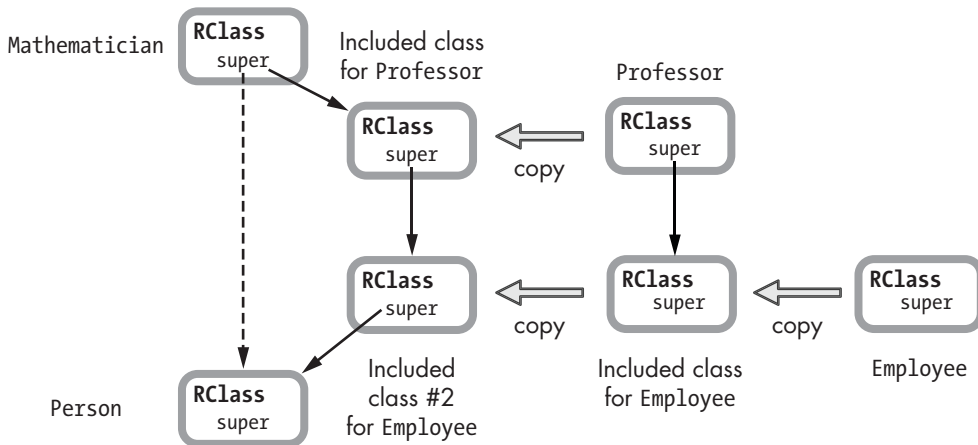 Mathematician
RClass
super
Included class
for Professor
RClass
super
copy
Professor
RClass
super
RClass
super
copy
RClass
super
copy
RClass
super
Person
RClass
super
Included
class #2
for Employee
Included class
for Employee
Employee